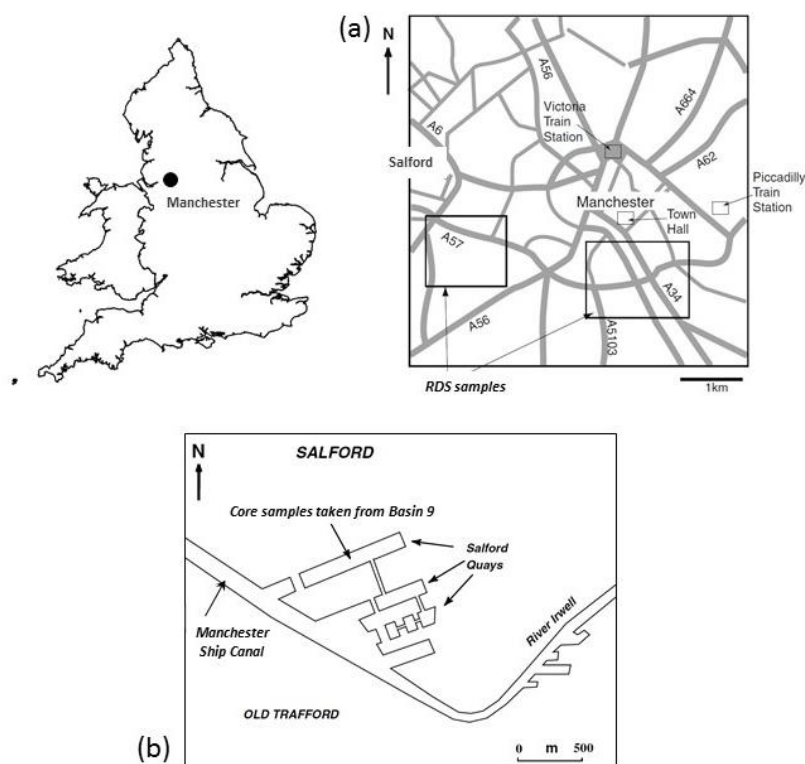 Manchester
(a)
N
A56
A664
Victoria
Train
Station
A6
A62
Salford
Piccadilly
Train
Station
Manchester
Town
Hall
A57
A34
A56
A5103
RDS samples
1km
N
SALFORD
Core samples taken from Basin 9
Salford
Quays
River Irwell
Manchester
Ship Canal
OLD TRAFFORD
(b)
0 m 500